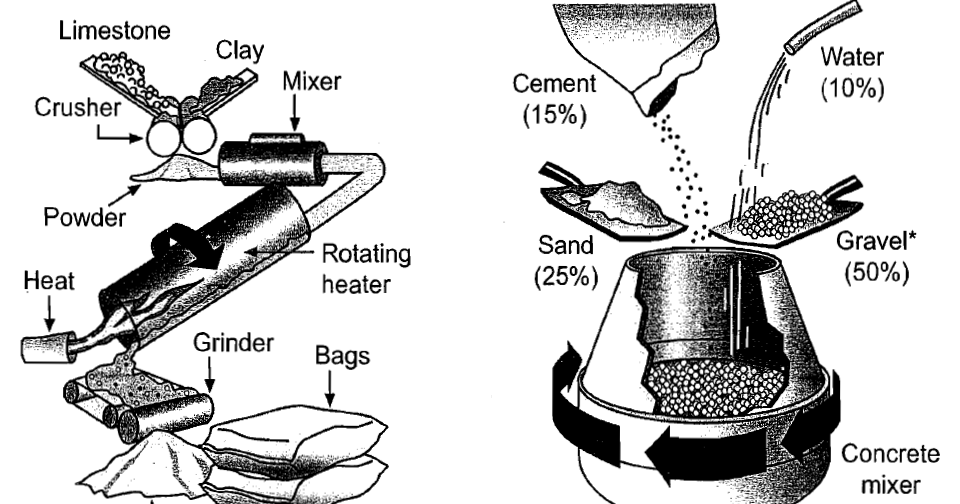 Limestone
Clay
Crusher
Mixer
Powder
Rotating
heater
Heat
Grinder
Bags
Cement
(15%)
Water
(10%)
Sand
(25%)
Gravel*
(50%)
Concrete
mixer